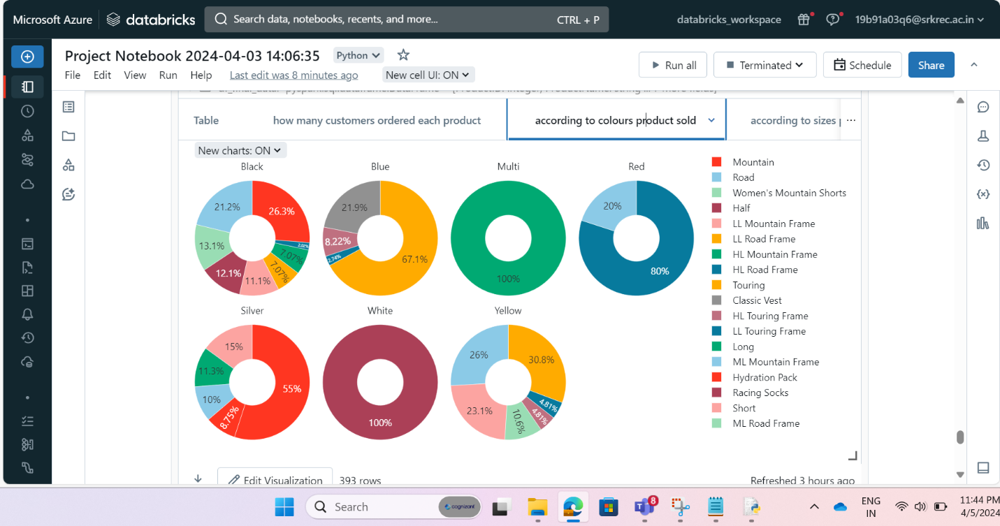 Microsoft Azure
databricks
Search data, notebooks, recents, and more...
CTRL + P
databricks_workspace
19b91a03q6@srkrec.ac.in
Project Notebook 2024-04-03 14:06:35
Python
File Edit View Run Help
Last edit was 8 minutes ago
New cell UI: ON
Run all
Terminated
Schedule
Share
Table
how many customers ordered each product
according to colours product sold
according to sizes
...
New charts: ON
Black
21.2%
26.3%
13.1%
2.02%
7.07%
12.1%
11.1%
7.07%
Blue
21.9%
8.22%
2.74%
67.1%
Multi
100%
Red
20%
80%
Silver
15%
11.3%
10%
8.75%
55%
White
100%
Yellow
26%
30.8%
23.1%
4.81%
4.81%
10.6%
Mountain
Road
Women's Mountain Shorts
Half
LL Mountain Frame
LL Road Frame
HL Mountain Frame
HL Road Frame
Touring
Classic Vest
HL Touring Frame
LL Touring Frame
Long
ML Mountain Frame
Hydration Pack
Racing Socks
Short
ML Road Frame
Edit Visualization
393 rows
Refreshed 3 hours ago
Search
cognizant
8
ENG
IN
11:44 PM
4/5/2024